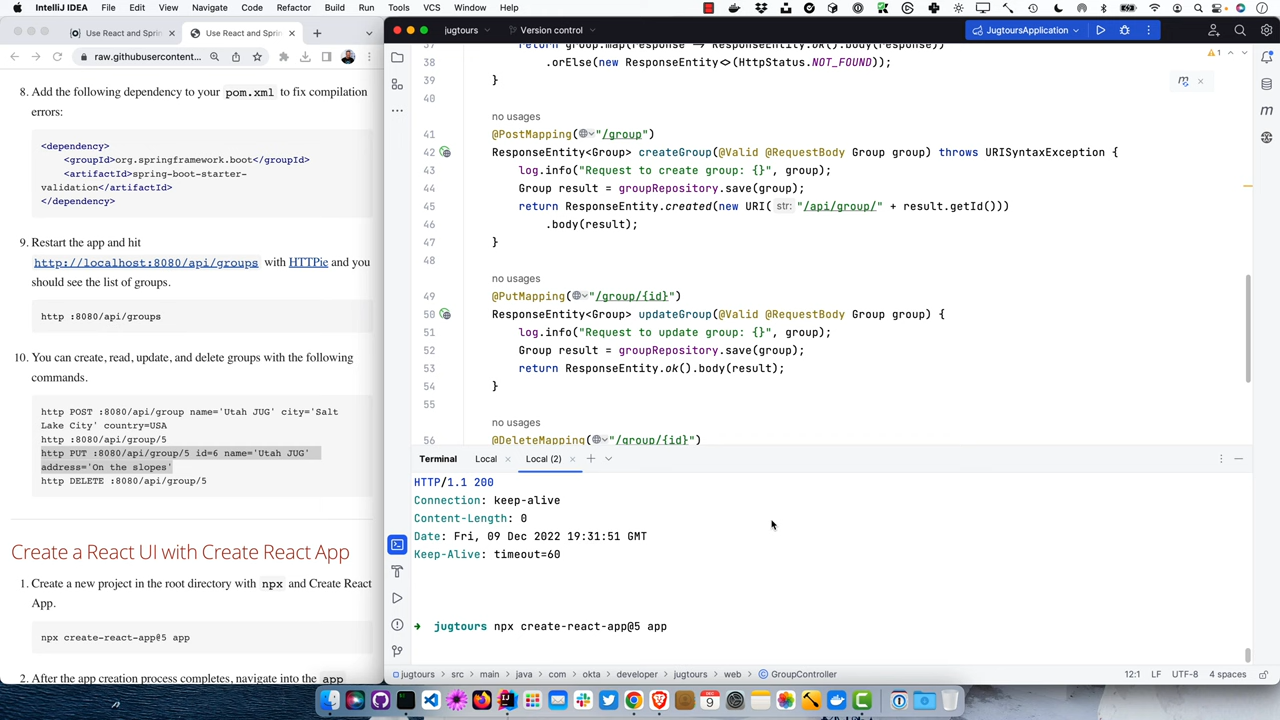 IntelliJ IDEA File Edit View Navigate Code Refactor Build Run Tools VCS Window Help
Use React and Spring
Use React and Spring
raw.githubusercontent...
8. Add the following dependency to your pom.xml to fix compilation
errors:
<dependency>
<groupId>org.springframework.boot</groupId>
<artifactId>spring-boot-starter-
validation</artifactId>
</dependency>
9. Restart the app and hit
http://localhost:8080/api/groups with HTTPie and you
should see the list of groups.
http :8080/api/groups
10. You can create, read, update, and delete groups with the following
commands.
http POST :8080/api/group name='Utah JUG' city='Salt
Lake City' country=USA
http :8080/api/group/5
http PUT :8080/api/group/5 id=6 name='Utah JUG'
address='On the slopes'
http DELETE :8080/api/group/5
Create a React UI with Create React App
1. Create a new project in the root directory with npx and Create React
App.
npx create-react-app@5 app
2. After the app creation process completes, navigate into the app
jugtours Version control JugtoursApplication
37 return group.map(response -> ResponseEntity.ok().body(response))
38 .orElse(new ResponseEntity<>(HttpStatus.NOT_FOUND));
39 }
40
no usages
41 @PostMapping("/group")
42 ResponseEntity<Group> createGroup(@Valid @RequestBody Group group) throws URISyntaxException {
43 log.info("Request to create group: {}", group);
44 Group result = groupRepository.save(group);
45 return ResponseEntity.created(new URI( str: "/api/group/" + result.getId()))
46 .body(result);
47 }
48
no usages
49 @PutMapping("/group/{id}")
50 ResponseEntity<Group> updateGroup(@Valid @RequestBody Group group) {
51 log.info("Request to update group: {}", group);
52 Group result = groupRepository.save(group);
53 return ResponseEntity.ok().body(result);
54 }
55
no usages
56 @DeleteMapping("/group/{id}")
1
Terminal Local Local (2)
HTTP/1.1 200
Connection: keep-alive
Content-Length: 0
Date: Fri, 09 Dec 2022 19:31:51 GMT
Keep-Alive: timeout=60
jugtours npx create-react-app@5 app
jugtours src main java com okta developer jugtours web GroupController 12:1 LF UTF-8 4 spaces